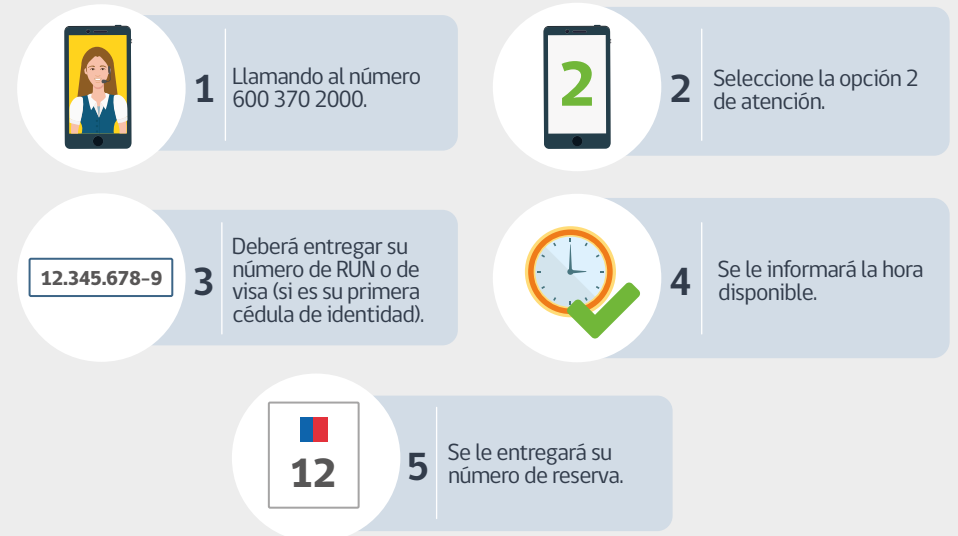 1
Llamando al número
600 370 2000.
2
2
Seleccione la opción 2
de atención.
12.345.678-9
3
Deberá entregar su
número de RUN o de
visa (si es su primera
cédula de identidad).
4
Se le informará la hora
disponible.
12
5
Se le entregará su
número de reserva.